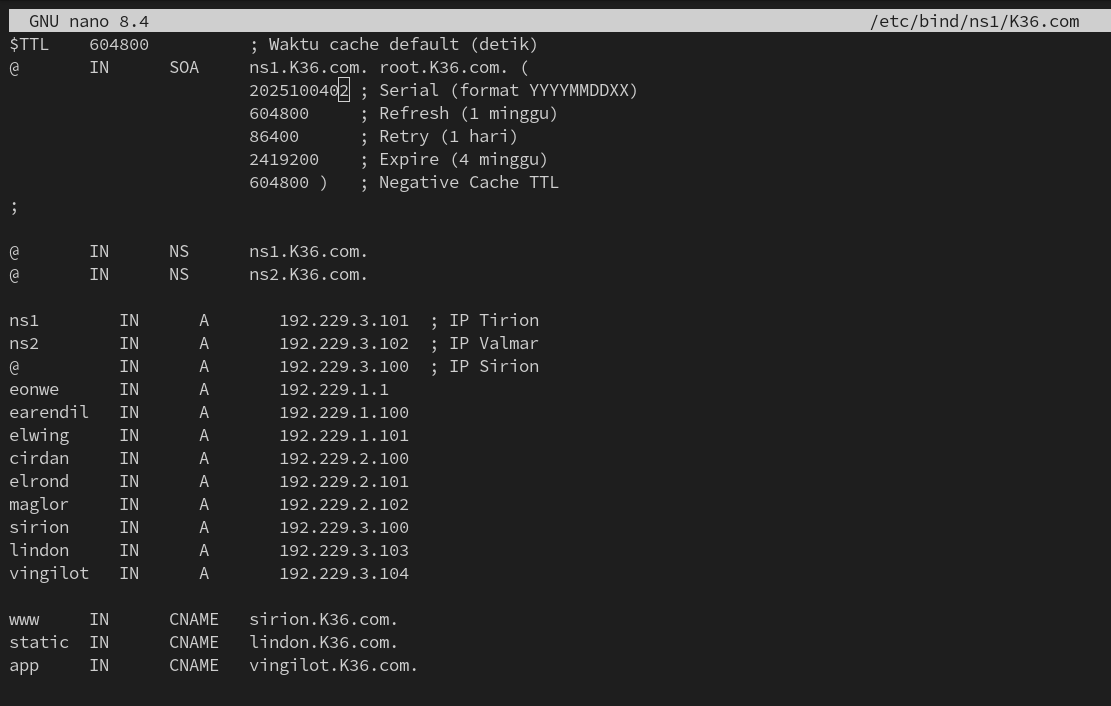 GNU nano 8.4 /etc/bind/ns1/K36.com
$TTL 604800 ; Waktu cache default (detik)
@ IN SOA ns1.K36.com. root.K36.com. (
2025100402 ; Serial (format YYYYMMDDXX)
604800 ; Refresh (1 minggu)
86400 ; Retry (1 hari)
2419200 ; Expire (4 minggu)
604800 ) ; Negative Cache TTL
;
@ IN NS ns1.K36.com.
@ IN NS ns2.K36.com.
ns1 IN A 192.229.3.101 ; IP Tirion
ns2 IN A 192.229.3.102 ; IP Valmar
@ IN A 192.229.3.100 ; IP Sirion
eonwe IN A 192.229.1.1
earendil IN A 192.229.1.100
elwing IN A 192.229.1.101
cirdan IN A 192.229.2.100
elrond IN A 192.229.2.101
maglor IN A 192.229.2.102
sirion IN A 192.229.3.100
lindon IN A 192.229.3.103
vingilot IN A 192.229.3.104
www IN CNAME sirion.K36.com.
static IN CNAME lindon.K36.com.
app IN CNAME vingilot.K36.com.